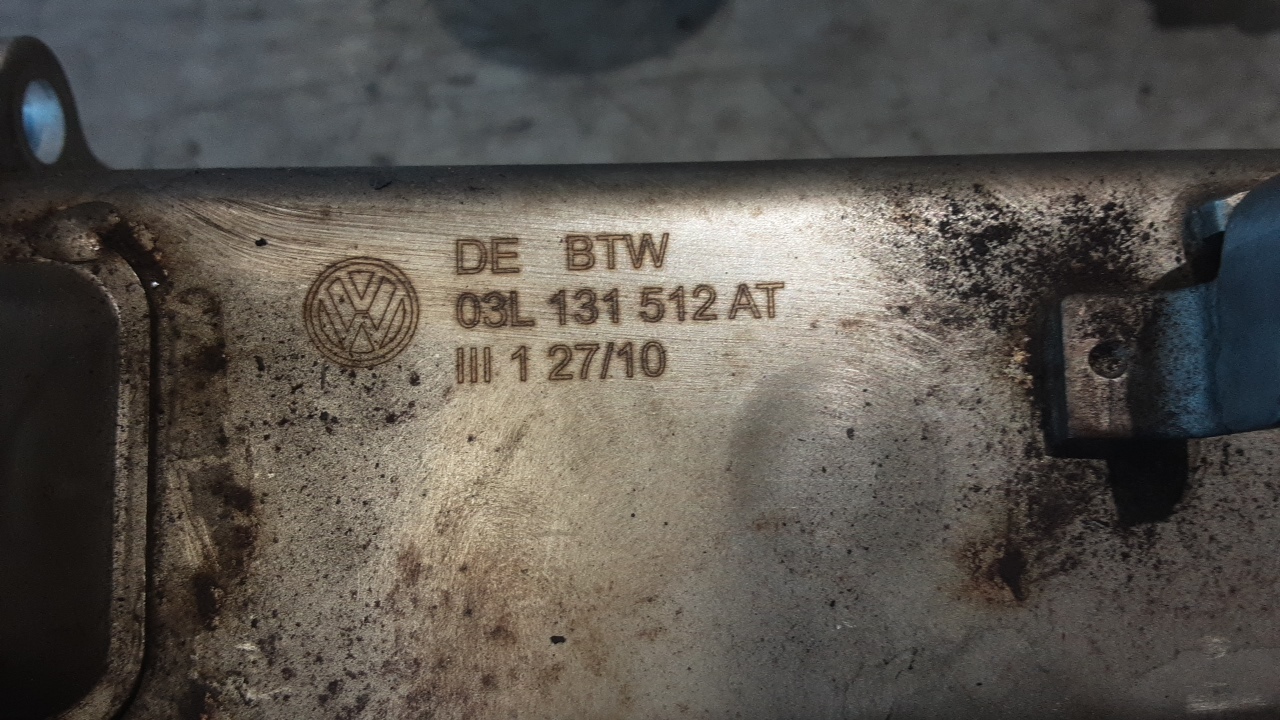 DE BTW
03L 131 512 AT
III 1 27/10